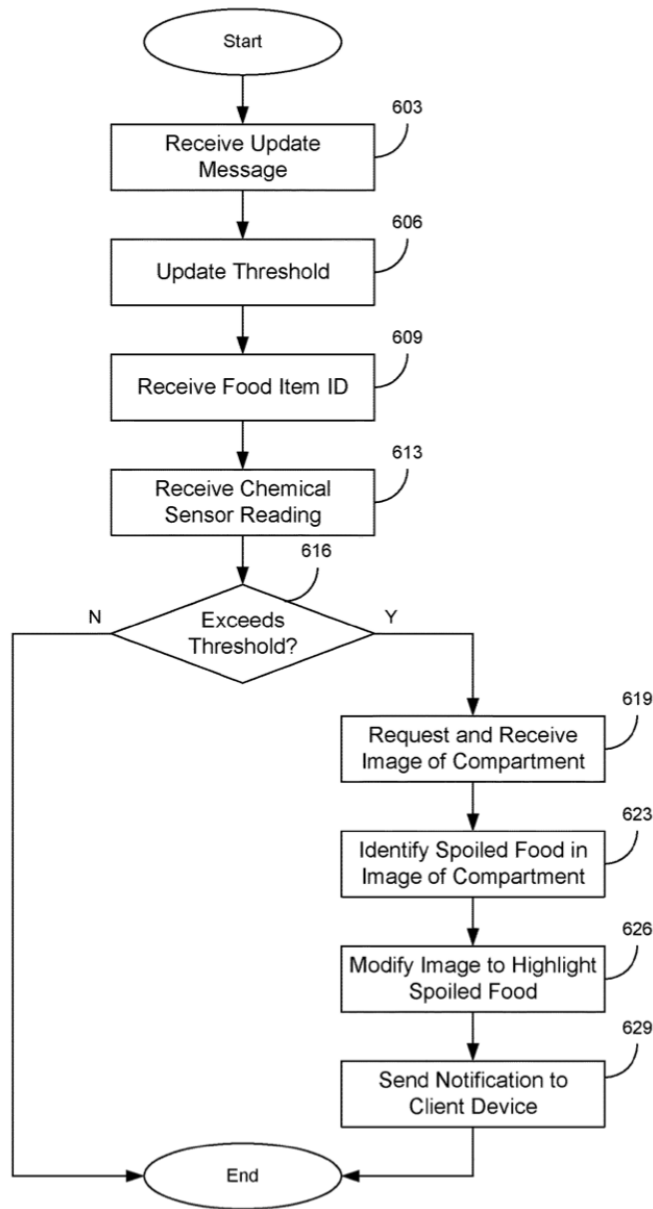 Start
603
Receive Update
Message
606
Update Threshold
609
Receive Food Item ID
613
Receive Chemical
Sensor Reading
616
N
Exceeds
Threshold?
Y
619
Request and Receive
Image of Compartment
623
Identify Spoiled Food in
Image of Compartment
626
Modify Image to Highlight
Spoiled Food
629
Send Notification to
Client Device
End